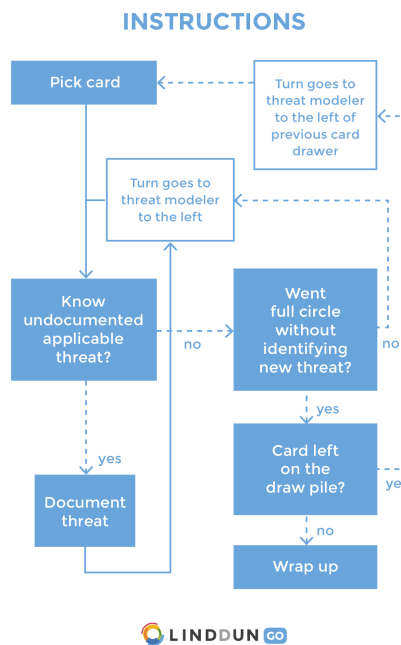 INSTRUCTIONS
Pick card
Turn goes to
threat modeler
to the left of
previous card
drawer
Turn goes to
threat modeler
to the left
Know
undocumented
applicable
threat?
no
Went
full circle
without
identifying
new threat?
no
yes
yes
Document
threat
Card left
on the
draw pile?
ye
no
Wrap up
LINDDUN GO